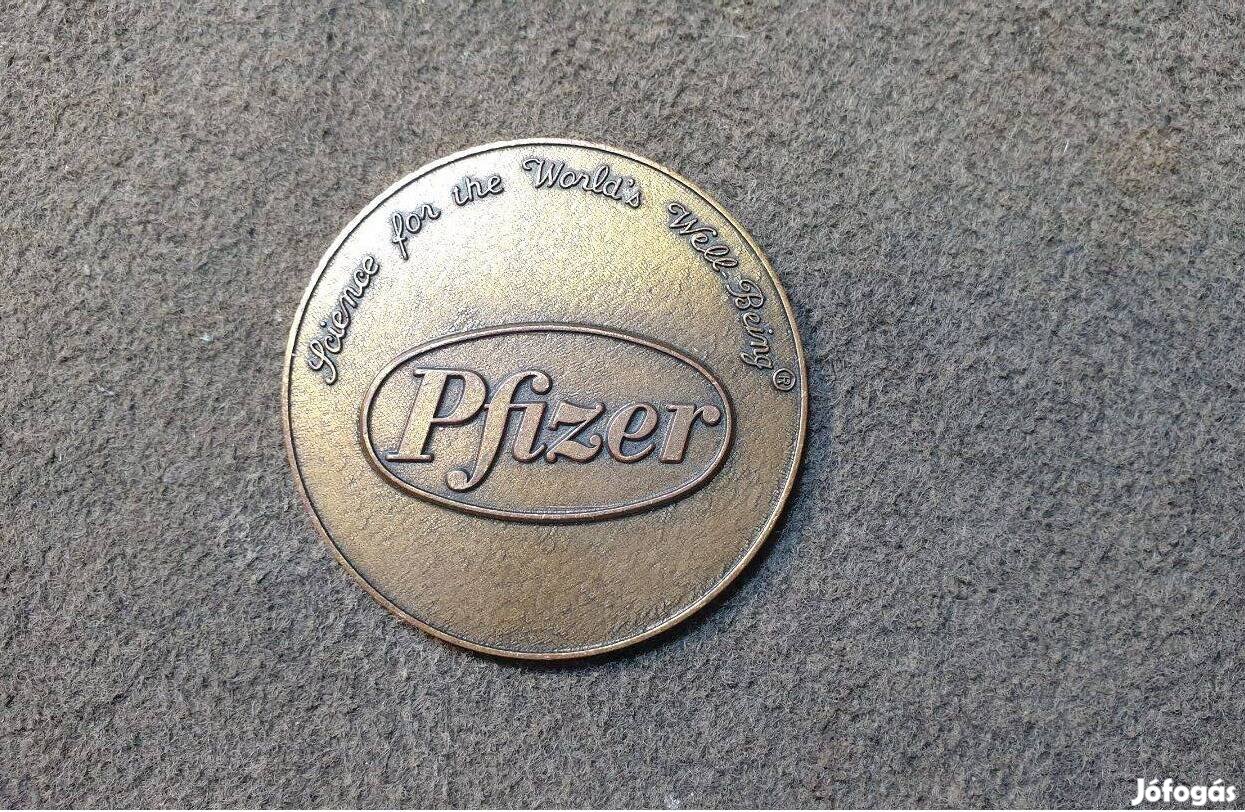 Science for the World's Well-Being®
Pfizer
Jófogás